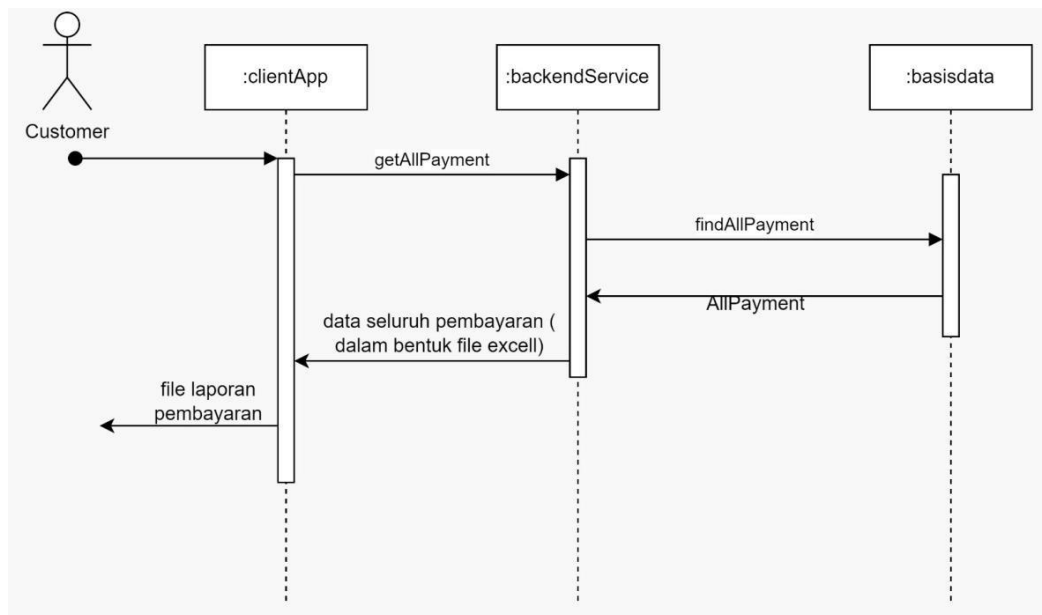 :clientApp
:backendService
:basisdata
Customer
getAllPayment
findAllPayment
AllPayment
data seluruh pembayaran (
dalam bentuk file excell)
file laporan
pembayaran